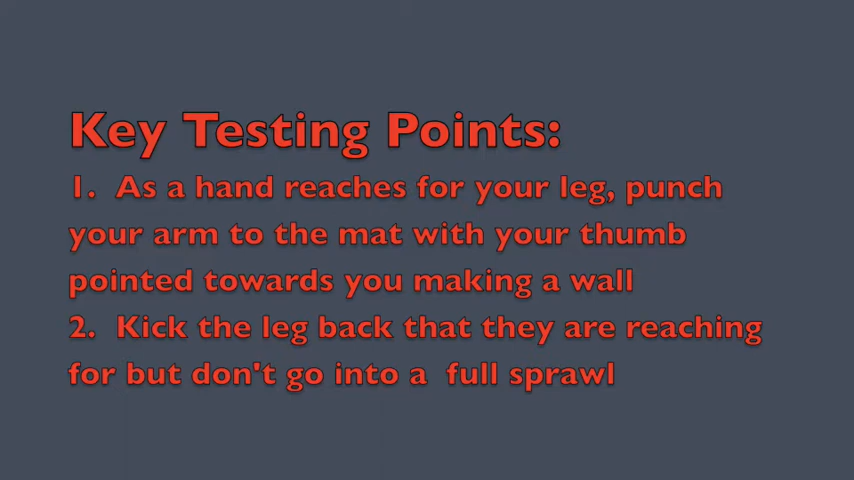 Key Testing Points:
1.  As a hand reaches for your leg, punch
your arm to the mat with your thumb
pointed towards you making a wall
2.  Kick the leg back that they are reaching
for but don't go into a  full sprawl